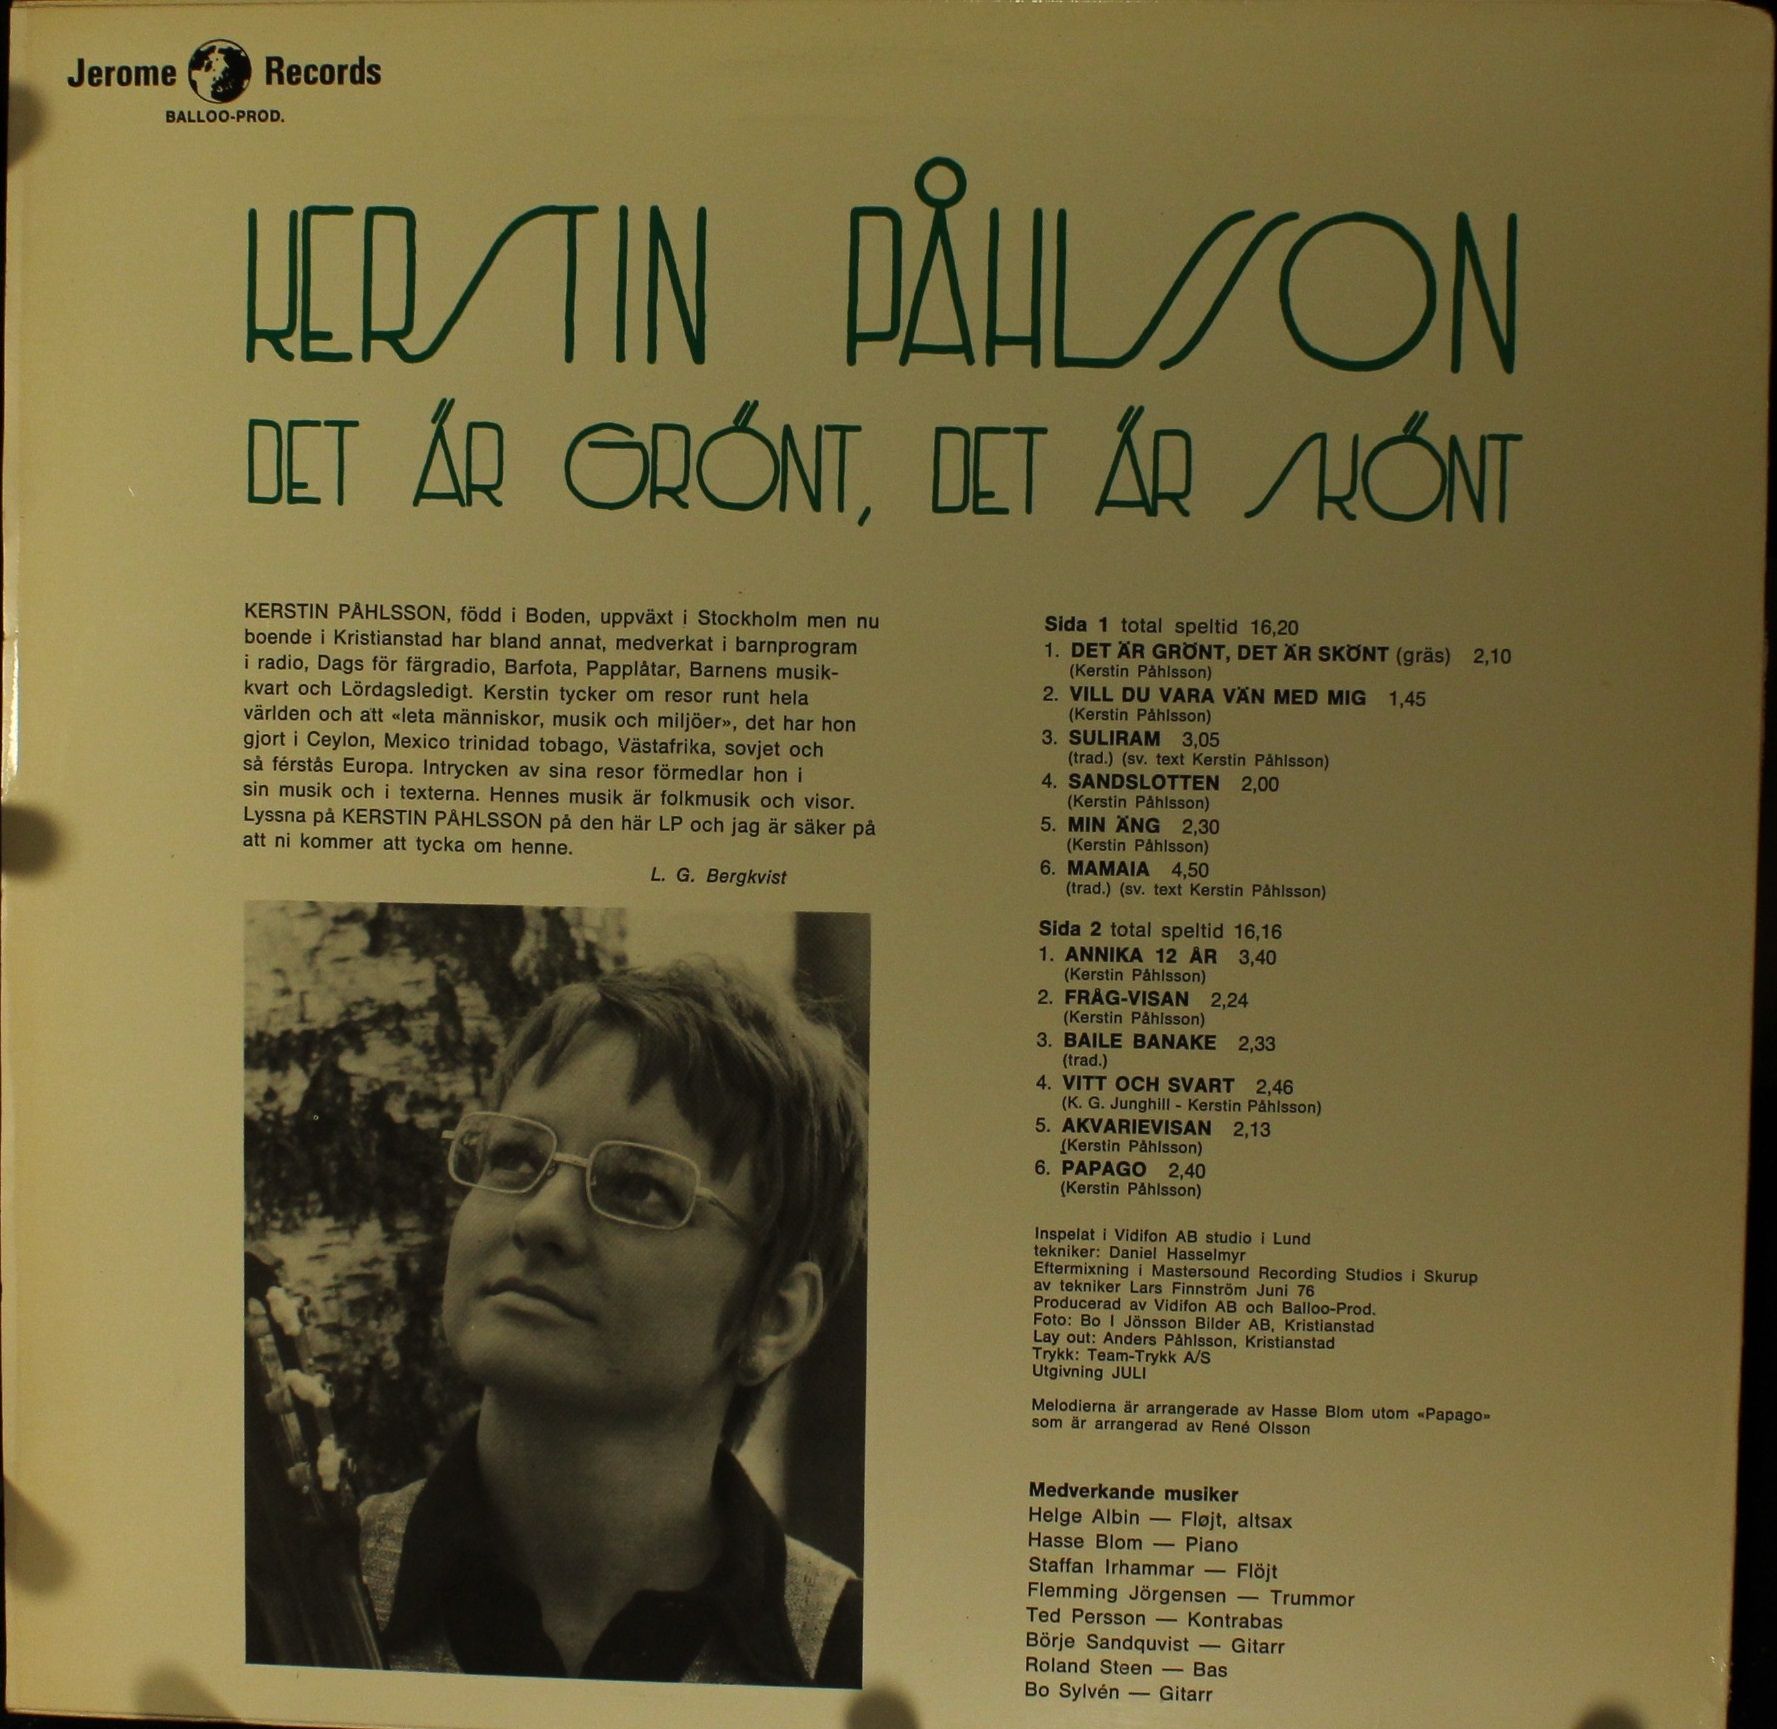 Jerome Records
BALLOO-PROD.
KERSTIN PÅHLSSON
DET ÄR GRÖNT, DET ÄR SKÖNT
KERSTIN PÅHLSSON, född i Boden, uppväxt i Stockholm men nu
boende i Kristianstad har bland annat, medverkat i barnprogram
i radio, Dags för färgradio, Barfota, Papplåtar, Barnens musik-
kvart och Lördagsledigt. Kerstin tycker om resor runt hela
världen och att «leta människor, musik och miljöer», det har hon
gjort i Ceylon, Mexico trinidad tobago, Västafrika, sovjet och
så férstås Europa. Intrycken av sina resor förmedlar hon i
sin musik och i texterna. Hennes musik är folkmusik och visor.
Lyssna på KERSTIN PÅHLSSON på den här LP och jag är säker på
att ni kommer att tycka om henne.
L. G. Bergkvist
Sida 1 total speltid 16,20
1. DET ÄR GRÖNT, DET ÄR SKÖNT (gräs) 2,10
(Kerstin Påhlsson)
2. VILL DU VARA VÄN MED MIG 1,45
(Kerstin Påhlsson)
3. SULIRAM 3,05
(trad.) (sv. text Kerstin Påhlsson)
4. SANDSLOTTEN 2,00
(Kerstin Påhlsson)
5. MIN ÄNG 2,30
(Kerstin Påhlsson)
6. MAMAIA 4,50
(trad.) (sv. text Kerstin Påhlsson)
Sida 2 total speltid 16,16
1. ANNIKA 12 ÅR 3,40
(Kerstin Påhlsson)
2. FRÅG-VISAN 2,24
(Kerstin Påhlsson)
3. BAILE BANAKE 2,33
(trad.)
4. VITT OCH SVART 2,46
(K. G. Junghill - Kerstin Påhlsson)
5. AKVARIEVISAN 2,13
(Kerstin Påhlsson)
6. PAPAGO 2,40
(Kerstin Påhlsson)
Inspelat i Vidifon AB studio i Lund
tekniker: Daniel Hasselmyr
Eftermixning i Mastersound Recording Studios i Skurup
av tekniker Lars Finnström Juni 76
Producerad av Vidifon AB och Balloo-Prod.
Foto: Bo I Jönsson Bilder AB, Kristianstad
Lay out: Anders Påhlsson, Kristianstad
Trykk: Team-Trykk A/S
Utgivning JULI
Melodierna är arrangerade av Hasse Blom utom «Papago»
som är arrangerad av René Olsson
Medverkande musiker
Helge Albin — Fløjt, altsax
Hasse Blom — Piano
Staffan Irhammar — Flöjt
Flemming Jörgensen — Trummor
Ted Persson — Kontrabas
Börje Sandquvist — Gitarr
Roland Steen — Bas
Bo Sylvén — Gitarr